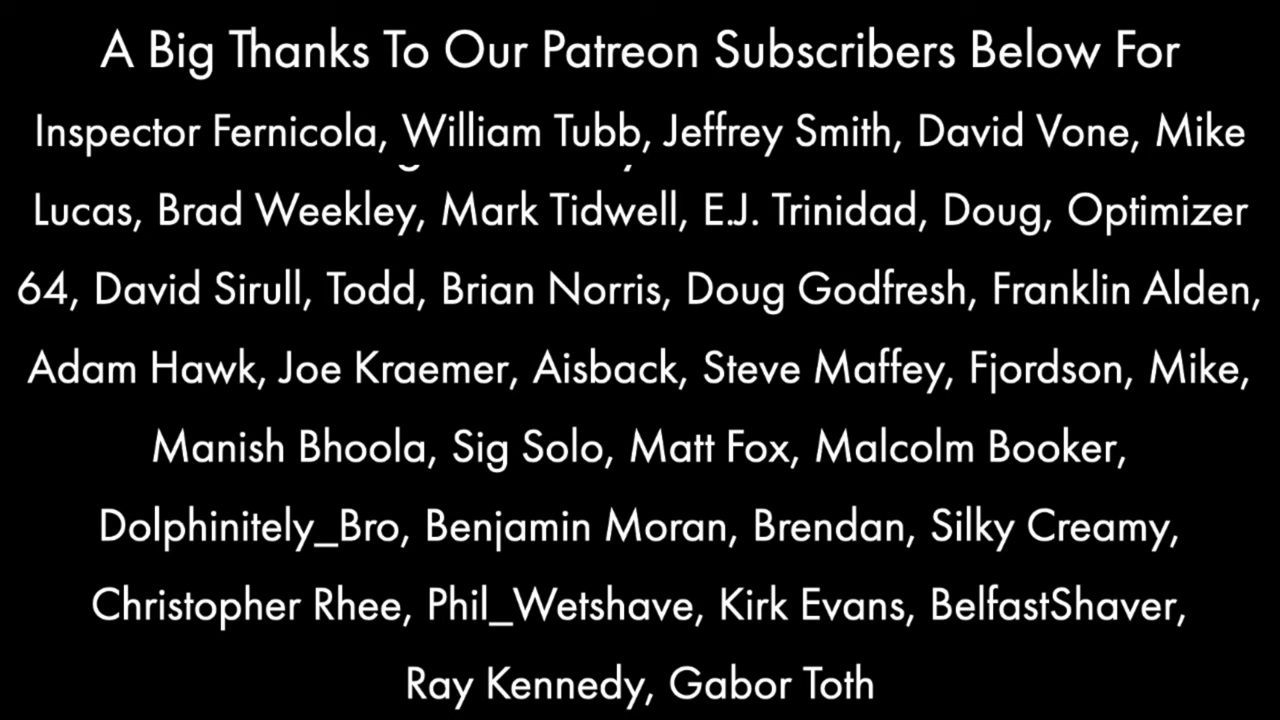 A Big Thanks To Our Patreon Subscribers Below For
Inspector Fernicola, William Tubb, Jeffrey Smith, David Vone, Mike
Lucas, Brad Weekley, Mark Tidwell, E.J. Trinidad, Doug, Optimizer
64, David Sirull, Todd, Brian Norris, Doug Godfresh, Franklin Alden,
Adam Hawk, Joe Kraemer, Aisback, Steve Maffey, Fjordson, Mike,
Manish Bhoola, Sig Solo, Matt Fox, Malcolm Booker,
Dolphinitely_Bro, Benjamin Moran, Brendan, Silky Creamy,
Christopher Rhee, Phil_Wetshave, Kirk Evans, BelfastShaver,
Ray Kennedy, Gabor Toth